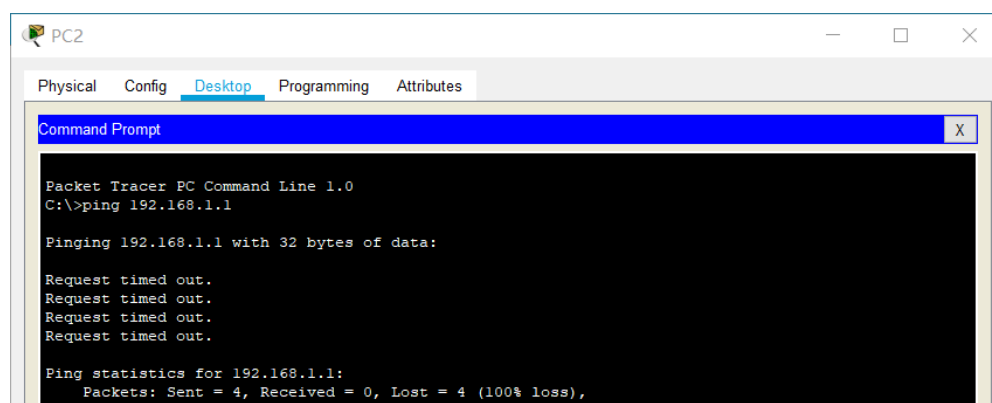 PC2
Physical Config Desktop Programming Attributes
Command Prompt X
Packet Tracer PC Command Line 1.0
C:\>ping 192.168.1.1
Pinging 192.168.1.1 with 32 bytes of data:
Request timed out.
Request timed out.
Request timed out.
Request timed out.
Ping statistics for 192.168.1.1:
Packets: Sent = 4, Received = 0, Lost = 4 (100% loss),